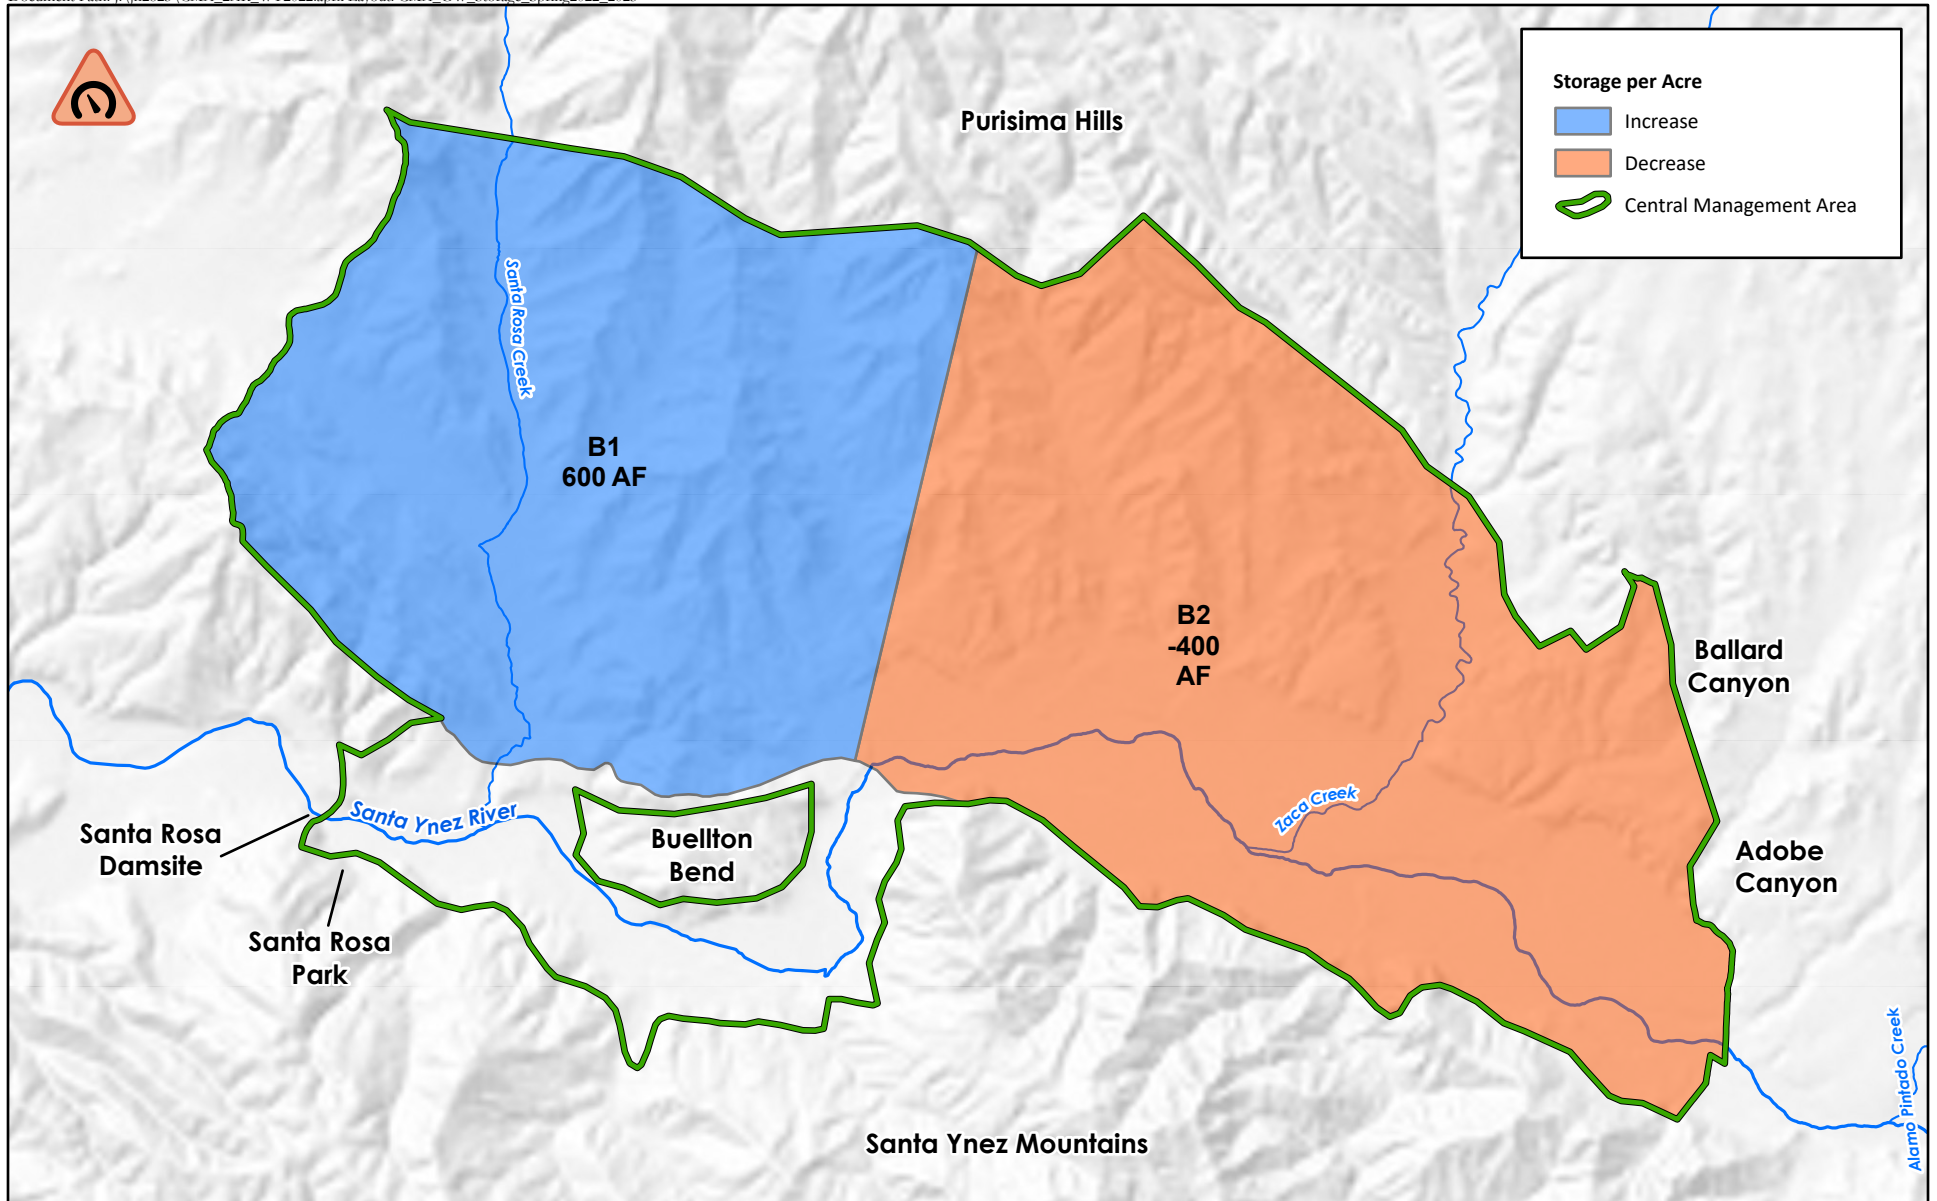 Purisima Hills
Storage per Acre
Increase
Decrease
Central Management Area
Santa Rosa Creek
B1
600 AF
B2
-400
AF
Ballard
Canyon
Zaca Creek
Santa Ynez River
Santa Rosa
Damsite
Buellton
Bend
Adobe
Canyon
Santa Rosa
Park
Santa Ynez Mountains
Alamo Pintado Creek